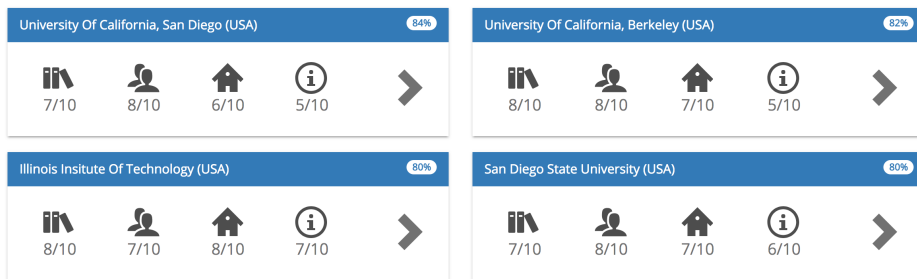 University Of California, San Diego (USA) 84%
7/10 8/10 6/10 5/10
University Of California, Berkeley (USA) 82%
8/10 8/10 7/10 5/10
Illinois Insitute Of Technology (USA) 80%
8/10 7/10 8/10 7/10
San Diego State University (USA) 80%
7/10 8/10 7/10 6/10